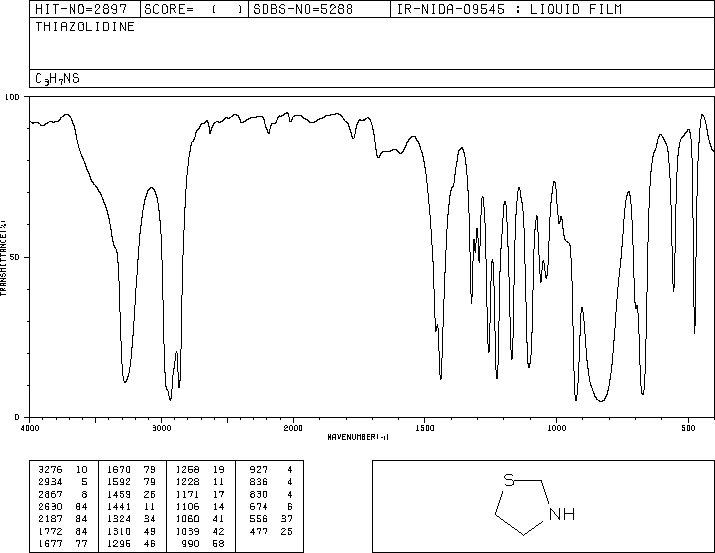 HIT-NO=2897 SCORE= ( ) SDBS-NO=5288 IR-NIDA-09545 : LIQUID FILM
THIAZOLIDINE
C3H7NS
100
TRANSMITTANCE(%)
50
0
4000 3000 2000 1500 1000 500
WAVENUMBER(-1)
3276 10 1670 79 1258 19 927 4
2934 5 1592 79 1228 11 836 4
2867 8 1459 26 1171 17 830 4
2630 84 1441 11 1106 14 674 6
2187 84 1324 34 1060 41 556 37
1772 84 1310 49 1039 42 477 25
1677 77 1296 46 990 58
S
NH